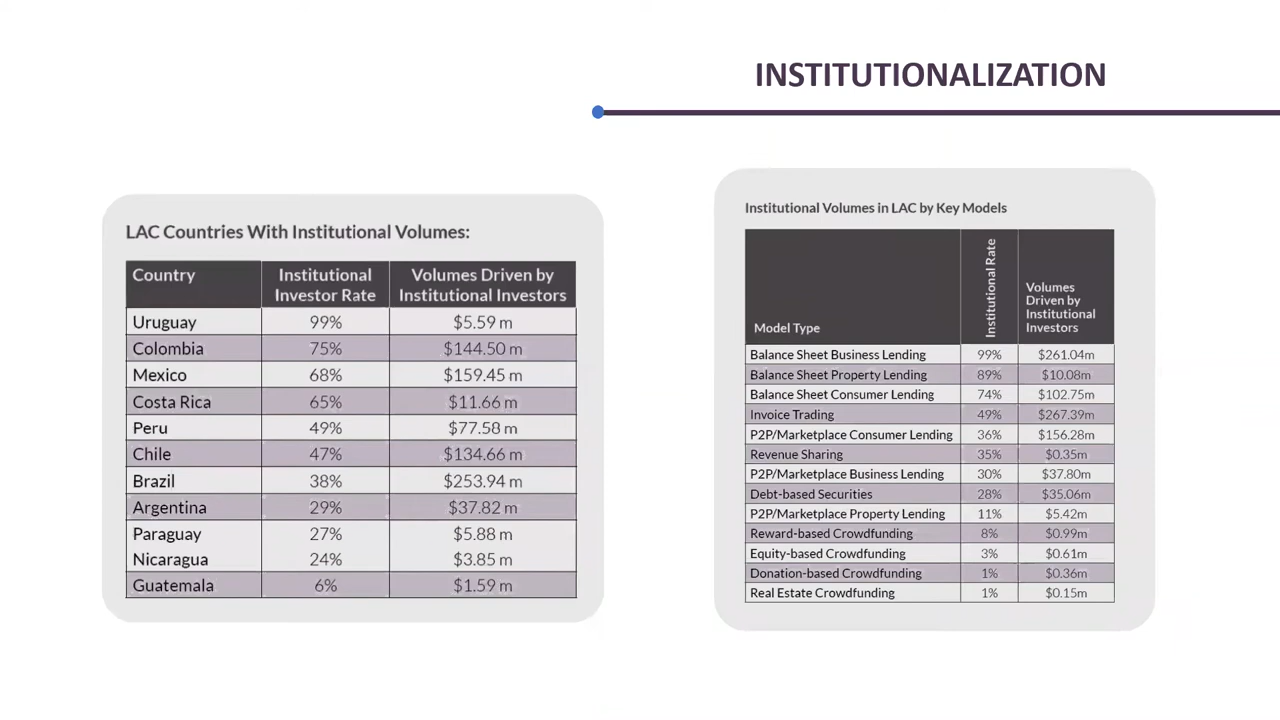 INSTITUTIONALIZATION
LAC Countries With Institutional Volumes:
Country Institutional Investor Rate Volumes Driven by Institutional Investors
Uruguay 99% $5.59 m
Colombia 75% $144.50 m
Mexico 68% $159.45 m
Costa Rica 65% $11.66 m
Peru 49% $77.58 m
Chile 47% $134.66 m
Brazil 38% $253.94 m
Argentina 29% $37.82 m
Paraguay 27% $5.88 m
Nicaragua 24% $3.85 m
Guatemala 6% $1.59 m
Institutional Volumes in LAC by Key Models
Model Type Institutional Rate Volumes Driven by Institutional Investors
Balance Sheet Business Lending 99% $261.04m
Balance Sheet Property Lending 89% $10.08m
Balance Sheet Consumer Lending 74% $102.75m
Invoice Trading 49% $267.39m
P2P/Marketplace Consumer Lending 36% $156.28m
Revenue Sharing 35% $0.35m
P2P/Marketplace Business Lending 30% $37.80m
Debt-based Securities 28% $35.06m
P2P/Marketplace Property Lending 11% $5.42m
Reward-based Crowdfunding 8% $0.99m
Equity-based Crowdfunding 3% $0.61m
Donation-based Crowdfunding 1% $0.36m
Real Estate Crowdfunding 1% $0.15m